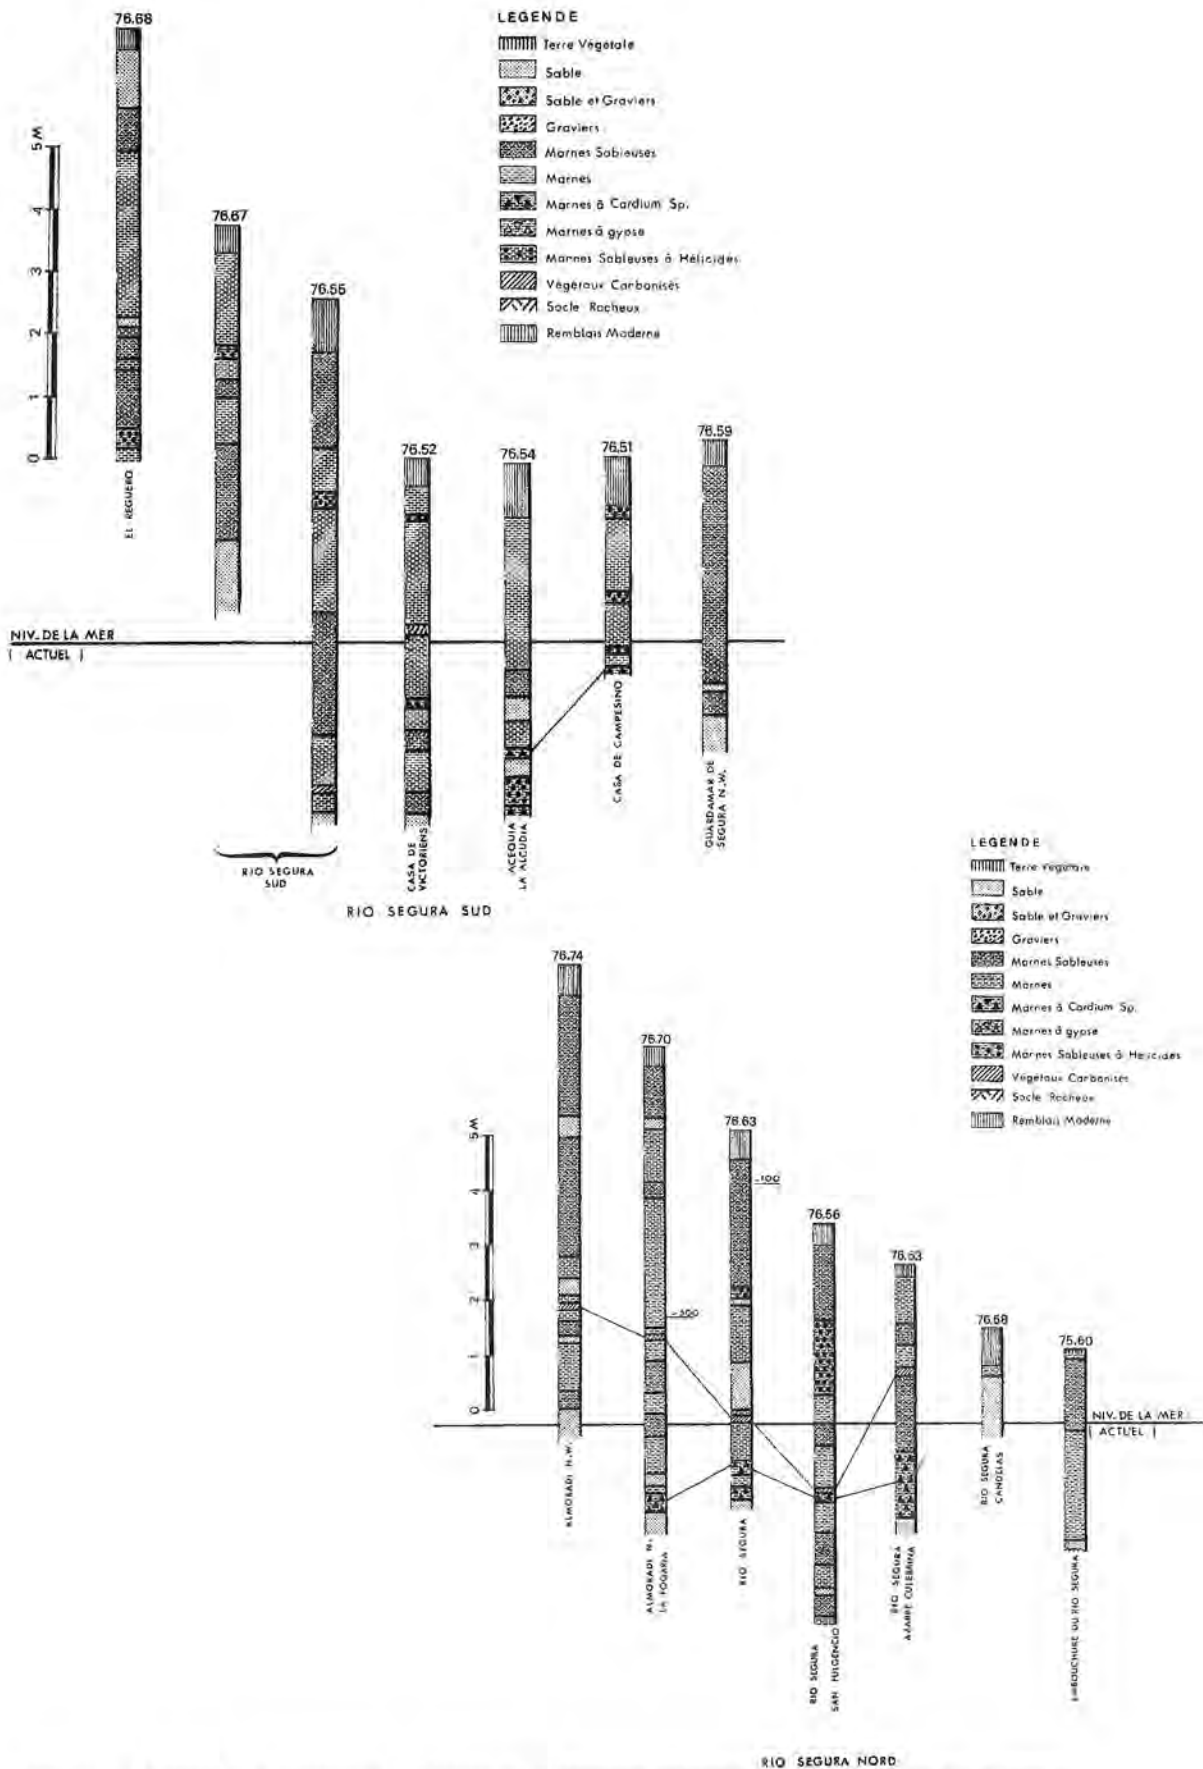 LEGENDE
Terre Végétale
Sable
Sable et Graviers
Graviers
Marnes Sableuses
Marnes
Marnes à Cardium Sp.
Marnes à gypse
Marnes Sableuses à Hélicides
Végétaux Carbonisés
Socle Rocheux
Remblais Moderne
76.68
76.67
76.55
76.52
76.54
76.51
76.59
5 M
4
3
2
1
0
EL REGUERO
NIV. DE LA MER
( ACTUEL )
RIO SEGURA
SUD
CASA DE
VICTORIENS
ACEQUIA
LA ALCUDIA
CASA DE CAMPESINO
GUARDAMAR DE
SEGURA N.W.
RIO SEGURA SUD
LEGENDE
Terre Végétale
Sable
Sable et Graviers
Graviers
Marnes Sableuses
Marnes
Marnes à Cardium Sp.
Marnes à gypse
Marnes Sableuses à Hélicides
Végétaux Carbonisés
Socle Rocheux
Remblais Moderne
76.74
76.70
76.63
76.56
76.63
76.58
75.60
5 M
4
3
2
1
0
-100
-300
NIV. DE LA MER
( ACTUEL )
ALMORADI N.W.
ALMORADI N.
LA FOGARIA
RIO SEGURA
RIO SEGURA
SAN FULGENCIO
RIO SEGURA
RIO SEGURA
EMBOUCHURE DU RIO SEGURA
RIO SEGURA NORD